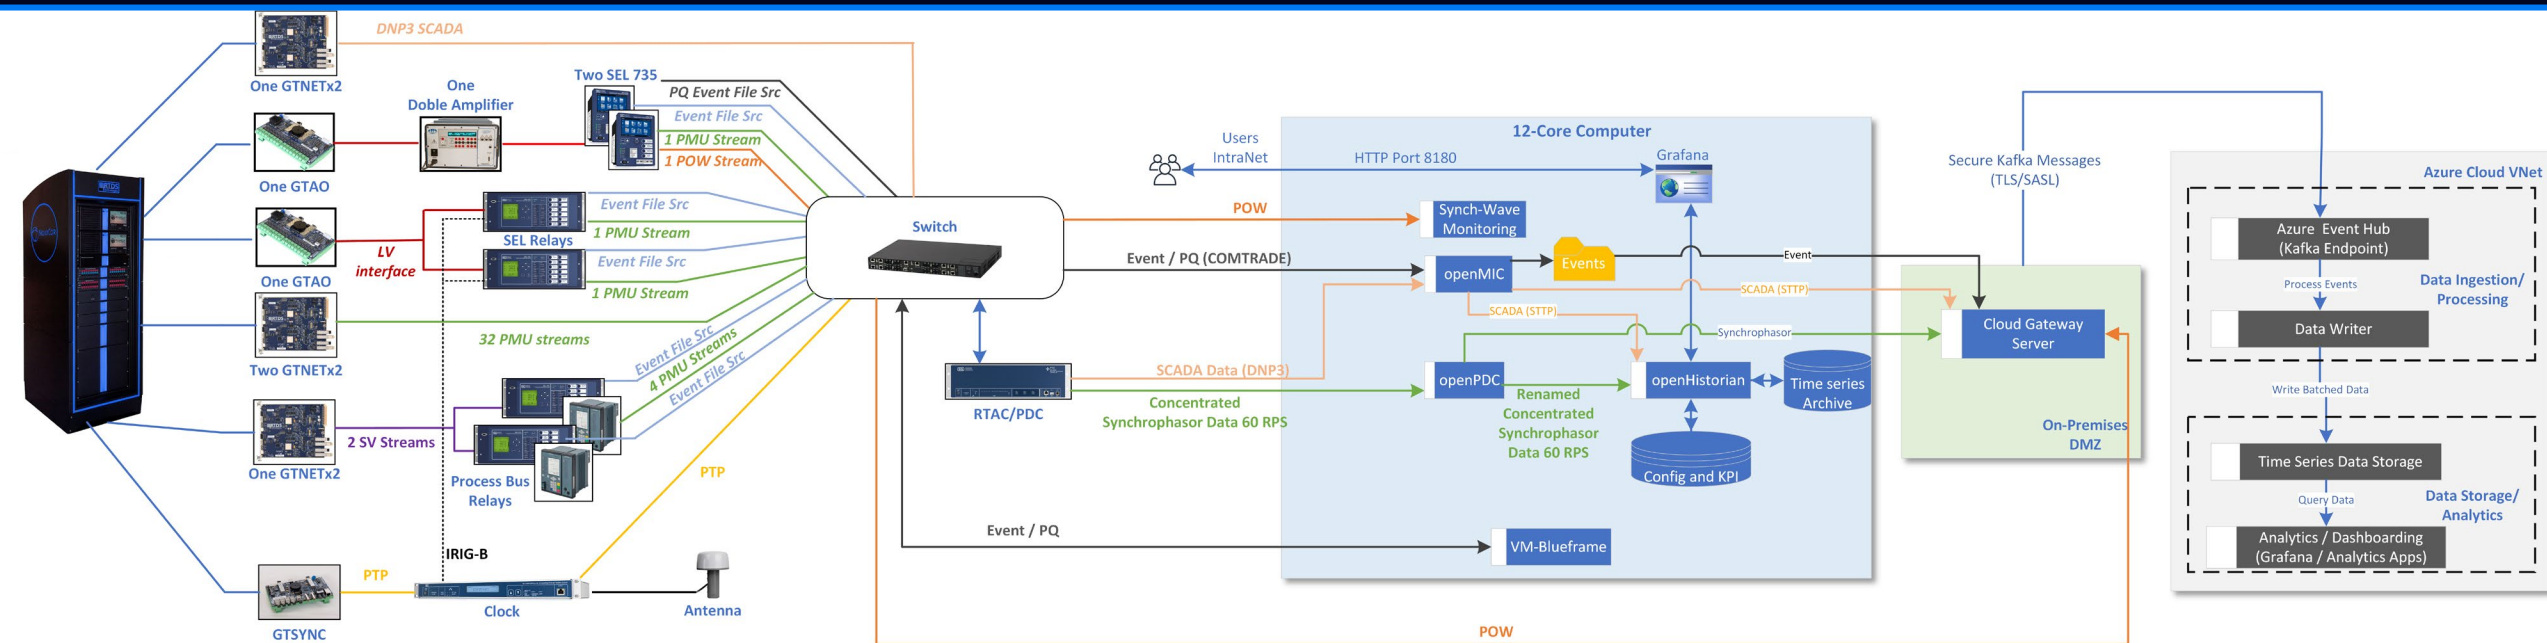 DNP3 SCADA
One GTNETx2
One
Doble Amplifier
Two SEL 735
PQ Event File Src
Event File Src
1 PMU Stream
1 POW Stream
One GTAO
Event File Src
1 PMU Stream
SEL Relays
Event File Src
1 PMU Stream
LV
interface
One GTAO
32 PMU streams
Two GTNETx2
Event File Src
4 PMU Streams
Event File Src
2 SV Streams
One GTNETx2
Process Bus
Relays
PTP
IRIG-B
PTP
Clock
Antenna
GTSYNC
Switch
RTAC/PDC
Users
IntraNet
HTTP Port 8180
12-Core Computer
Grafana
POW
Synch-Wave
Monitoring
Event / PQ (COMTRADE)
openMIC
Events
Event
SCADA (STTP)
SCADA (STTP)
Synchrophasor
SCADA Data (DNP3)
Concentrated
Synchrophasor Data 60 RPS
openPDC
Renamed
Concentrated
Synchrophasor
Data 60 RPS
openHistorian
Time series
Archive
Config and KPI
Event / PQ
VM-Blueframe
POW
Secure Kafka Messages
(TLS/SASL)
Cloud Gateway
Server
On-Premises
DMZ
Azure Cloud VNet
Azure Event Hub
(Kafka Endpoint)
Process Events
Data Ingestion/
Processing
Data Writer
Write Batched Data
Time Series Data Storage
Query Data
Data Storage/
Analytics
Analytics / Dashboarding
(Grafana / Analytics Apps)